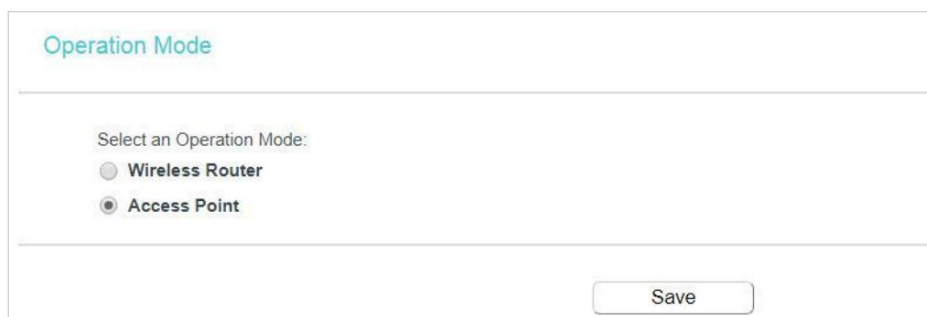 Operation Mode
Select an Operation Mode:
Wireless Router
Access Point
Save